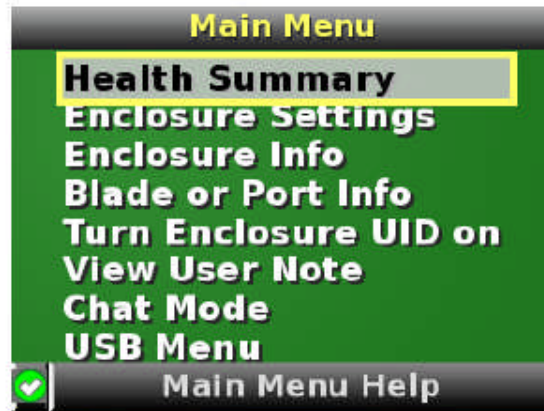 Main Menu
Health Summary
Enclosure Settings
Enclosure Info
Blade or Port Info
Turn Enclosure UID on
View User Note
Chat Mode
USB Menu
Main Menu Help